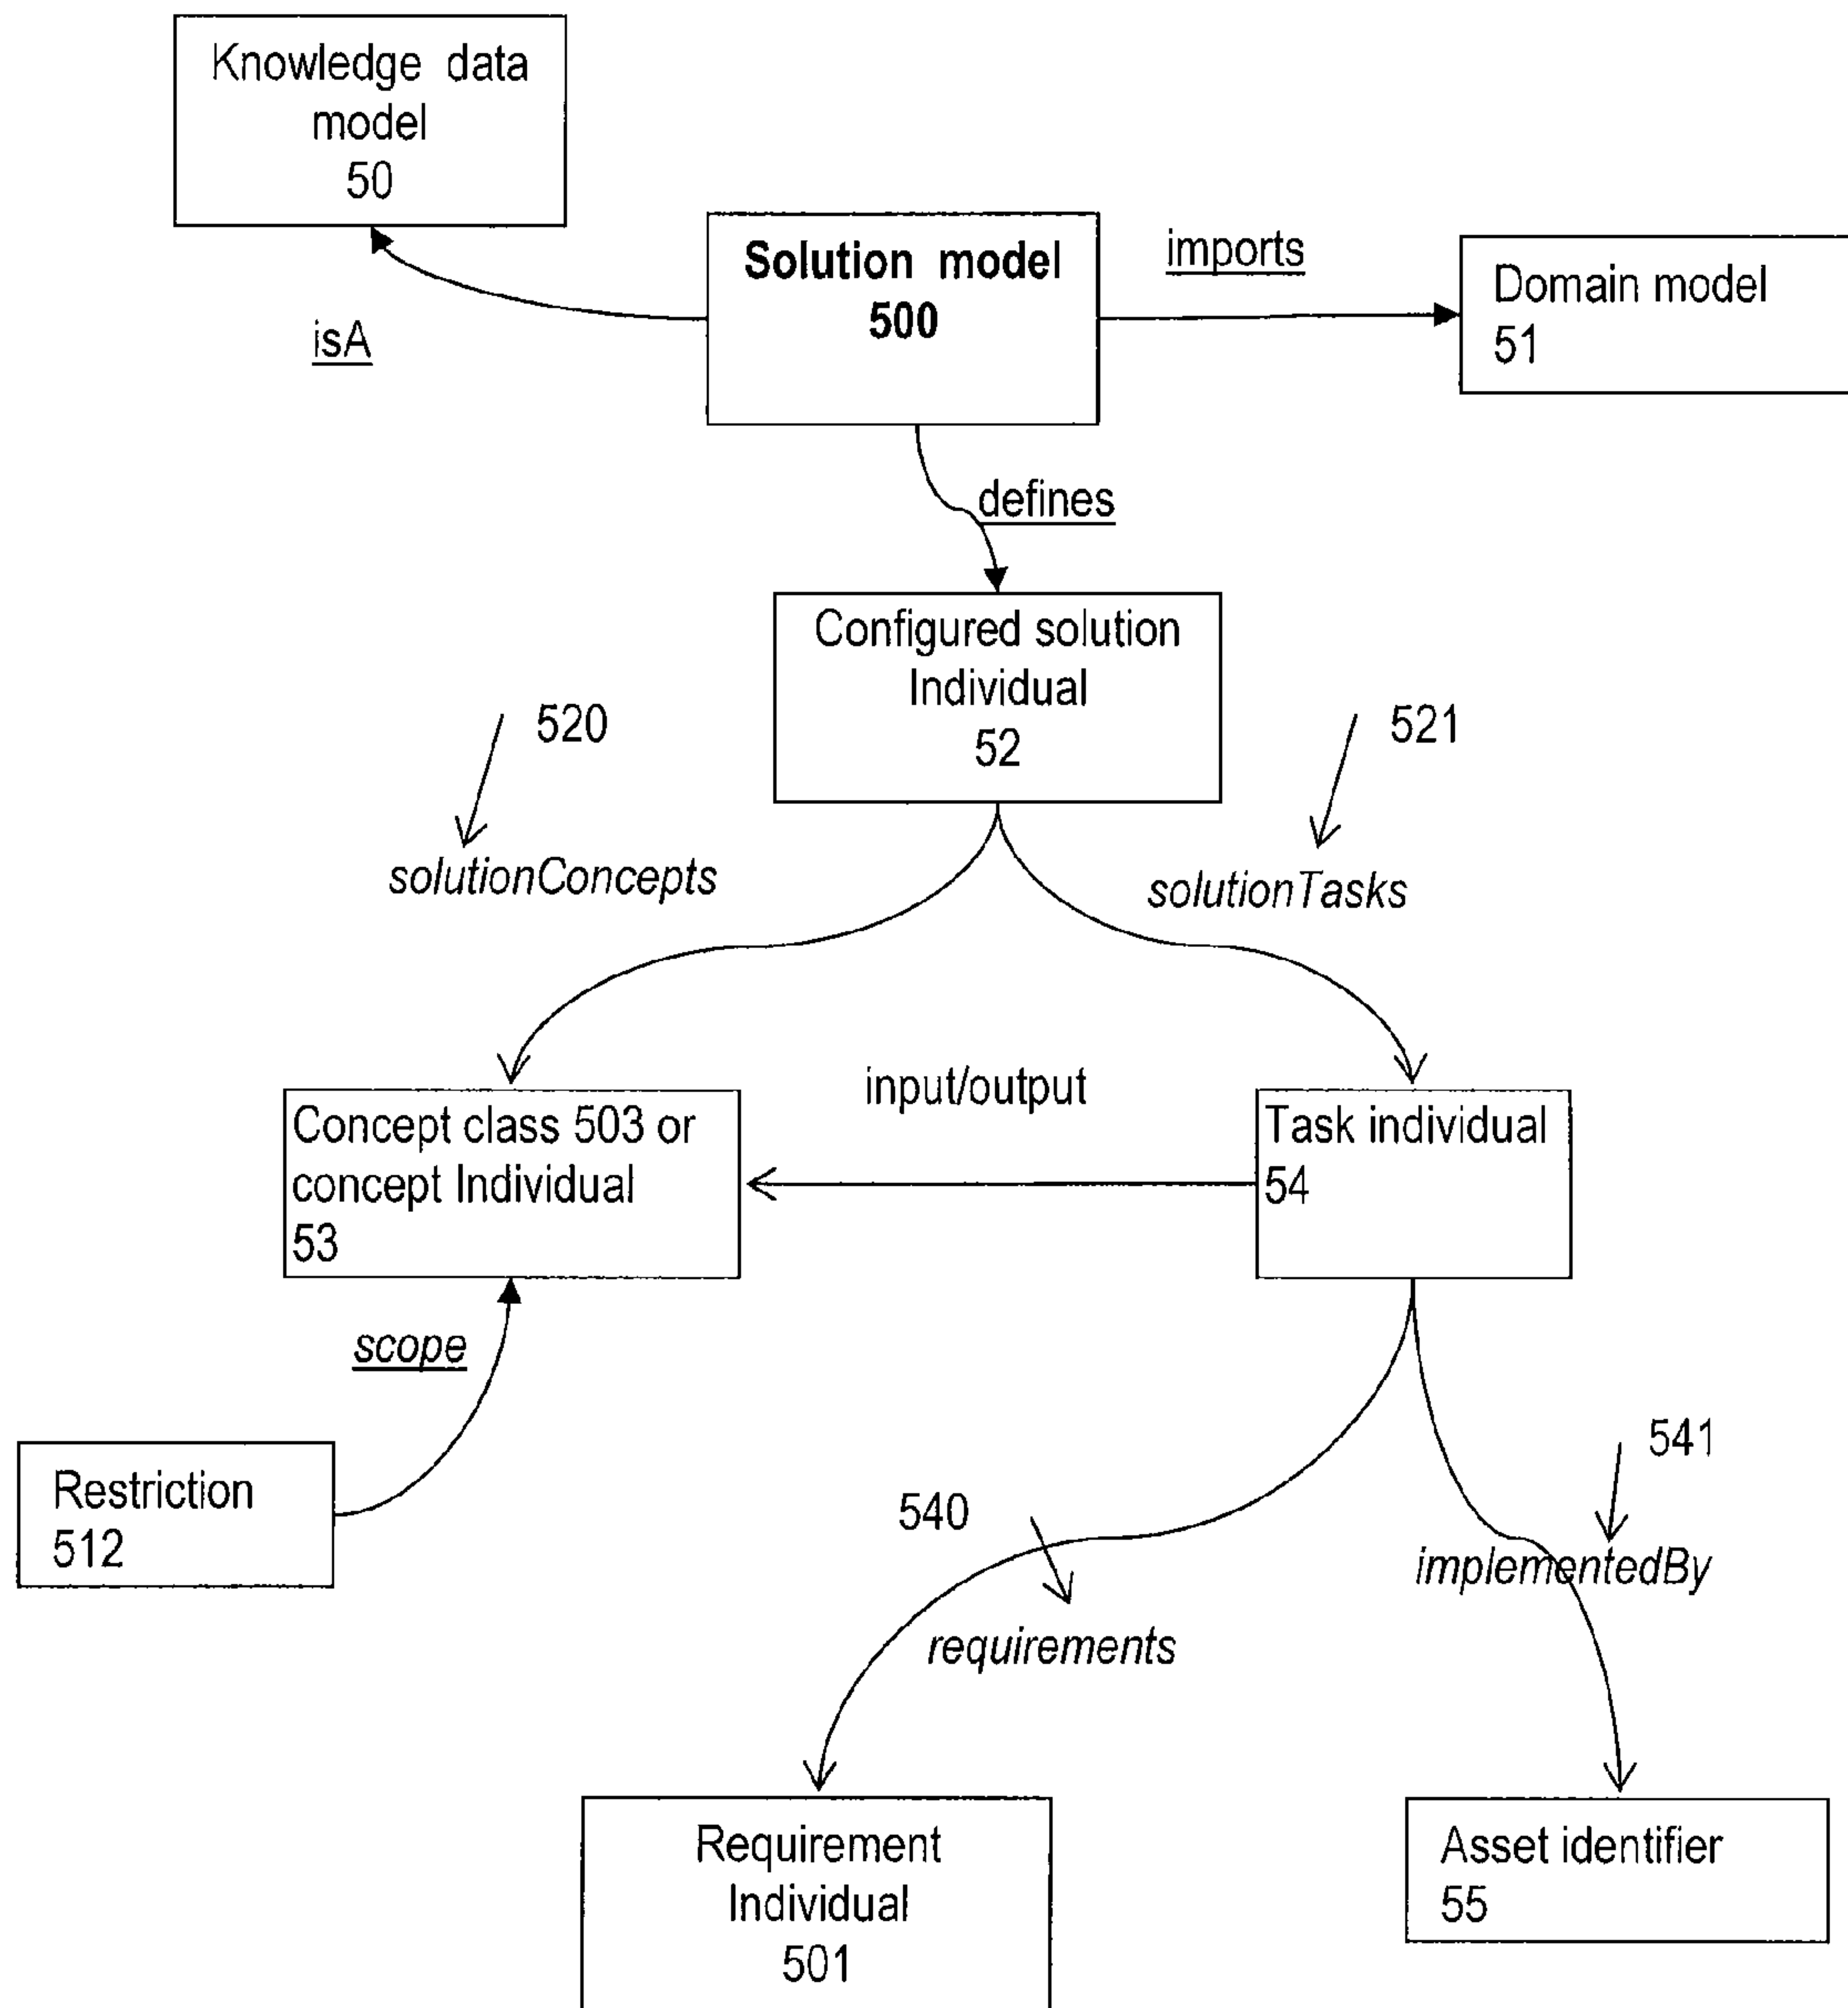 Knowledge data
model
50
Solution model
500
imports
Domain model
51
isA
defines
Configured solution
Individual
52
520
521
solutionConcepts
solutionTasks
input/output
Concept class 503 or
concept Individual
53
Task individual
54
scope
Restriction
512
540
541
implementedBy
requirements
Requirement
Individual
501
Asset identifier
55